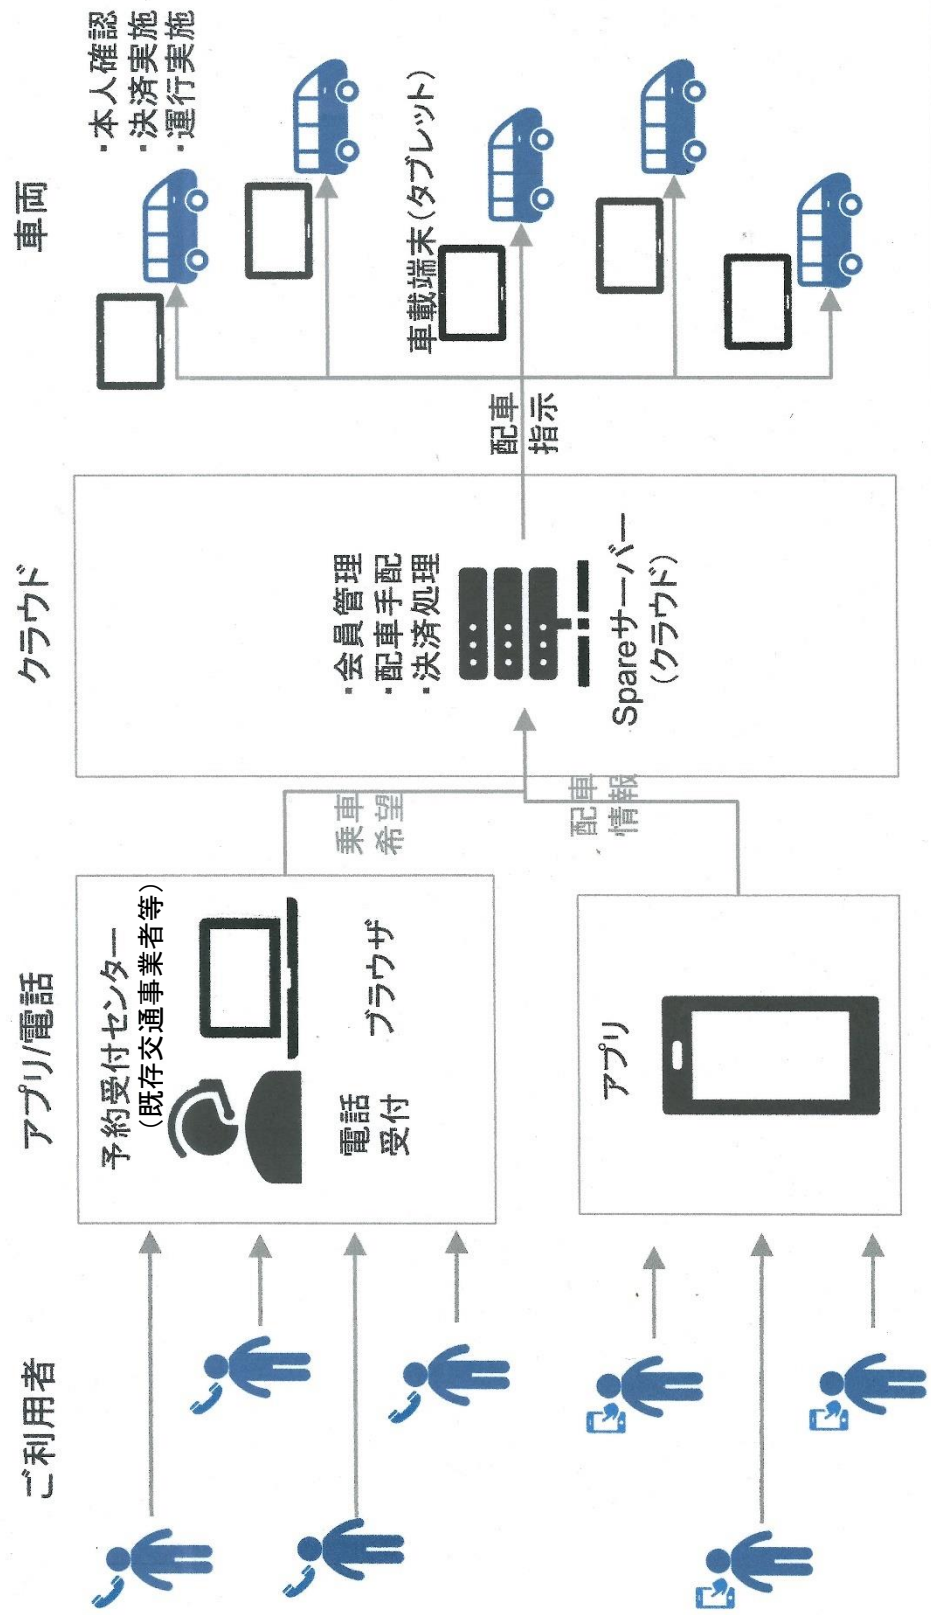 ご利用者
アプリ/電話
クラウド
車両
予約受付センター
（既存交通事業者等）
電話
受付
ブラウザ
アプリ
乗車
希望
配車
情報
・会員管理
・配車手配
・決済処理
Spareサーバー
（クラウド）
配車
指示
・本人確認
・決済実施
・運行実施
車載端末（タブレット）